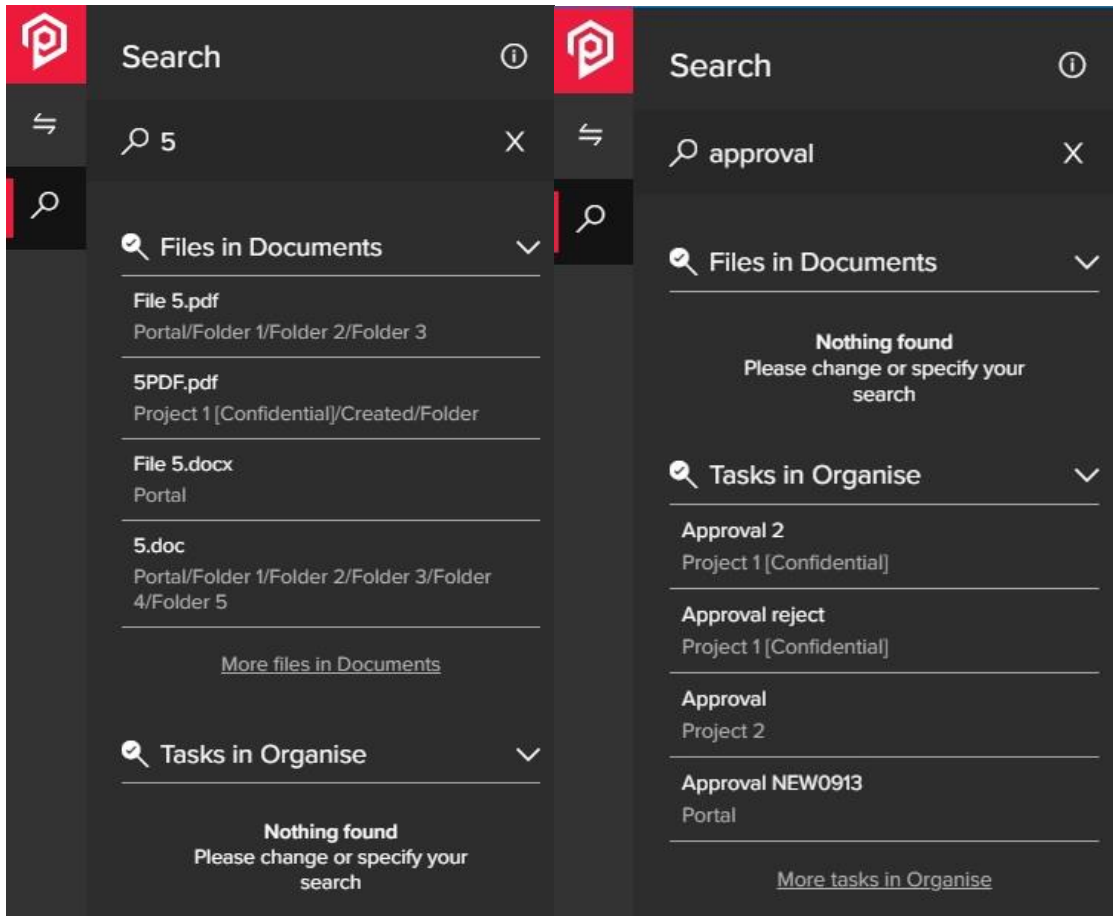 Search
5
X
Files in Documents
File 5.pdf
Portal/Folder 1/Folder 2/Folder 3
5PDF.pdf
Project 1 [Confidential]/Created/Folder
File 5.docx
Portal
5.doc
Portal/Folder 1/Folder 2/Folder 3/Folder
4/Folder 5
More files in Documents
Tasks in Organise
Nothing found
Please change or specify your
search
Search
approval
X
Files in Documents
Nothing found
Please change or specify your
search
Tasks in Organise
Approval 2
Project 1 [Confidential]
Approval reject
Project 1 [Confidential]
Approval
Project 2
Approval NEW0913
Portal
More tasks in Organise